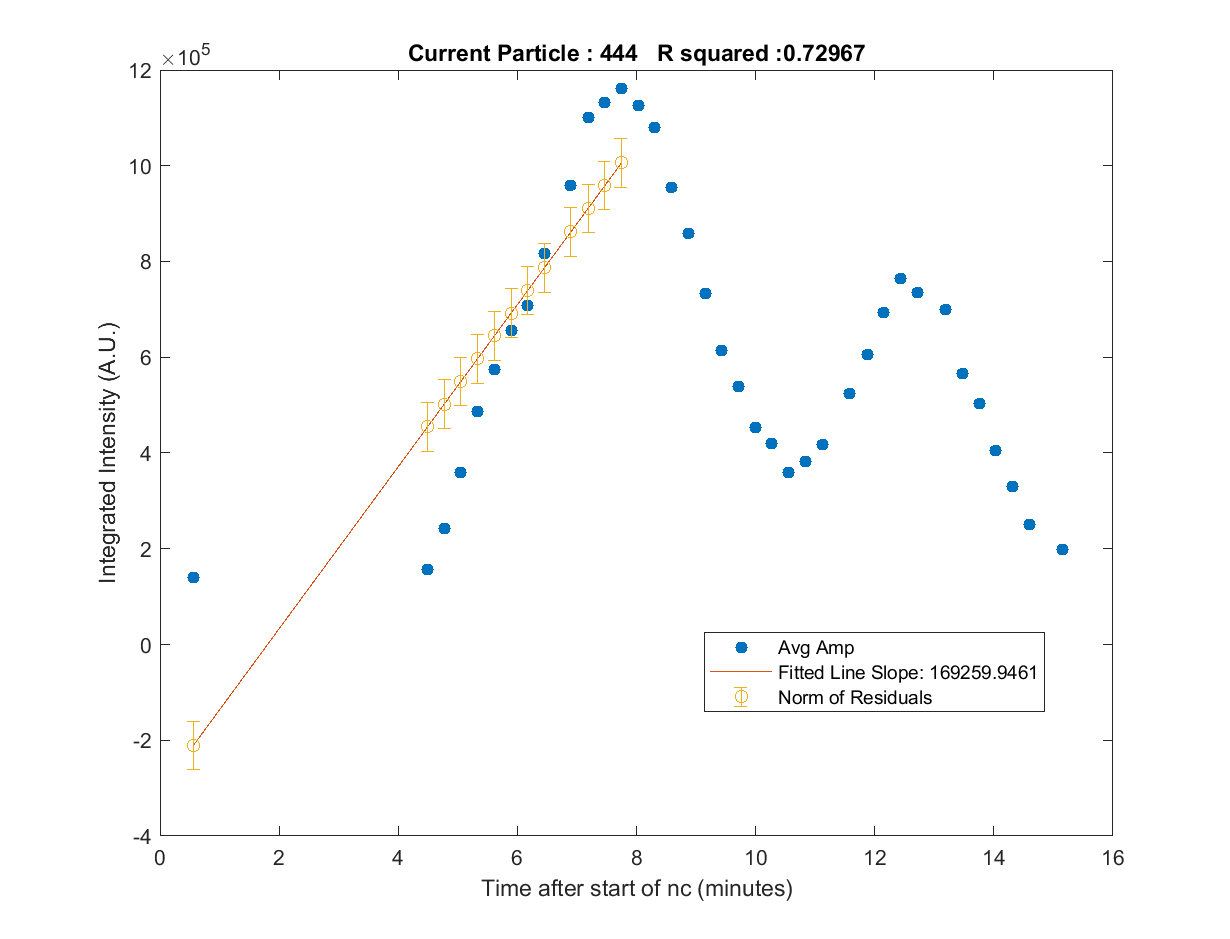 Current Particle : 444 R squared :0.72967
×10⁵
12
10
8
6
4
2
0
-2
-4
Integrated Intensity (A.U.)
Avg Amp
Fitted Line Slope: 169259.9461
Norm of Residuals
0 2 4 6 8 10 12 14 16
Time after start of nc (minutes)